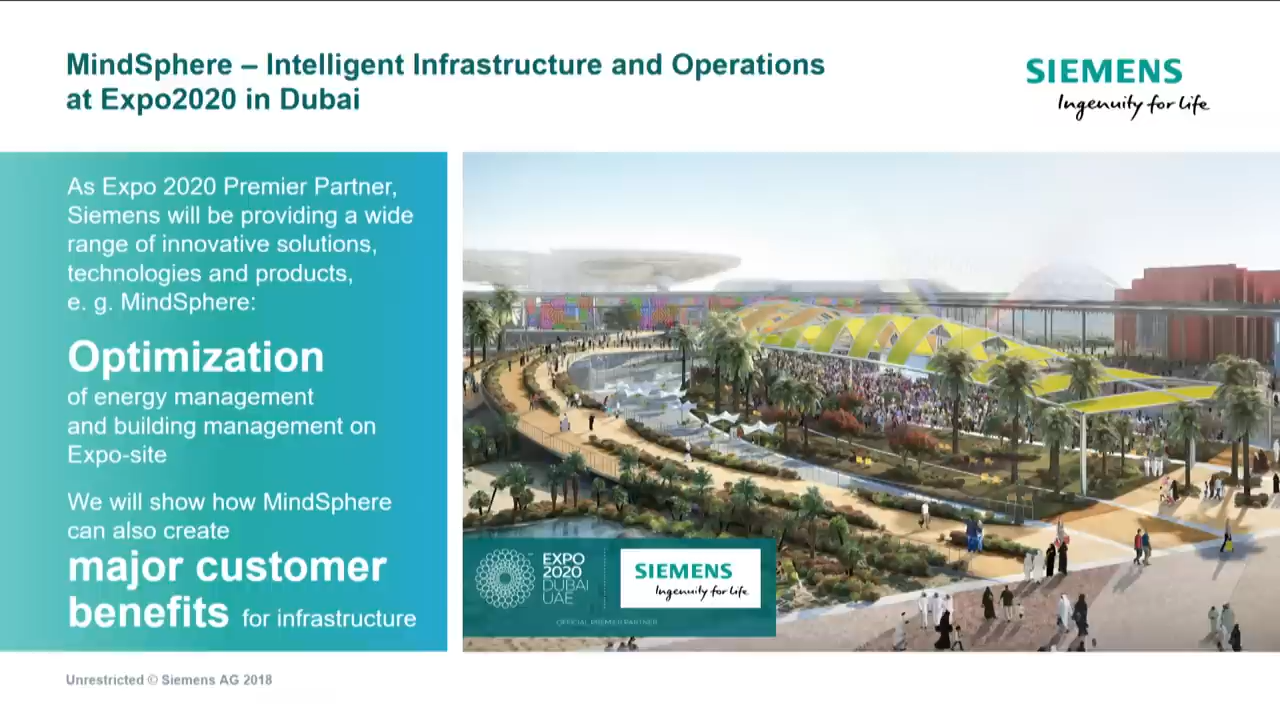 MindSphere – Intelligent Infrastructure and Operations
at Expo2020 in Dubai
SIEMENS
Ingenuity for life
As Expo 2020 Premier Partner,
Siemens will be providing a wide
range of innovative solutions,
technologies and products,
e. g. MindSphere:
Optimization
of energy management
and building management on
Expo-site
We will show how MindSphere
can also create
major customer
benefits for infrastructure
EXPO
2020
DUBAI
UAE
SIEMENS
Ingenuity for life
OFFICIAL PREMIER PARTNER
Unrestricted © Siemens AG 2018